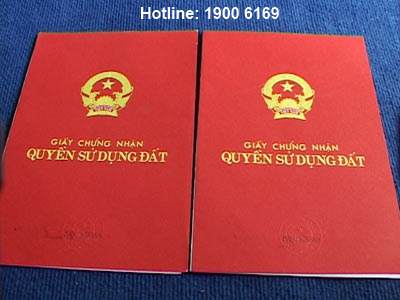 Hotline: 1900 6169
GIẤY CHỨNG NHẬN
QUYỀN SỬ DỤNG ĐẤT
GIẤY CHỨNG NHẬN
QUYỀN SỬ DỤNG ĐẤT